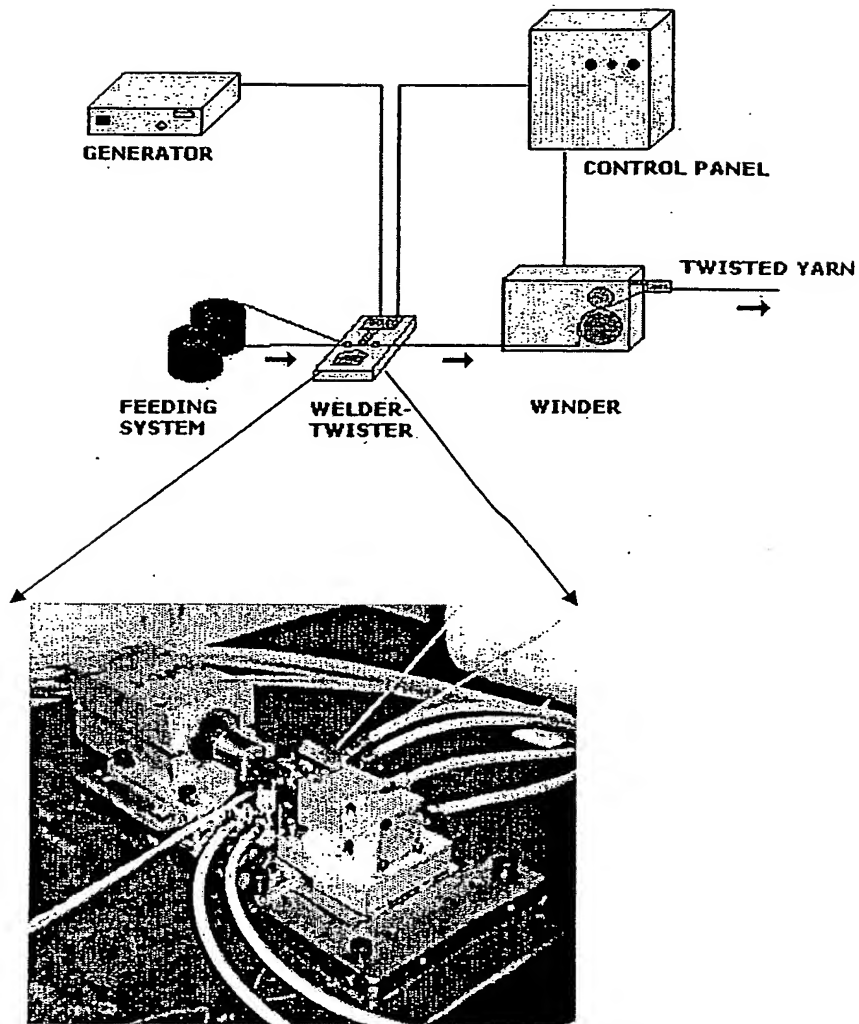 GENERATOR
CONTROL PANEL
TWISTED YARN
FEEDING
SYSTEM
WELDER-
TWISTER
WINDER